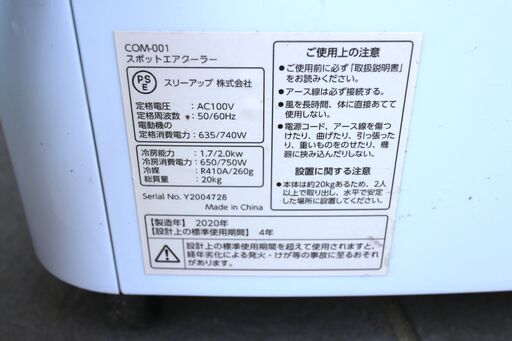 COM-001
スポットエアクーラー
PS
E
スリーアップ 株式会社
定格電圧：AC100V
定格周波数：50/60Hz
電動機の
定格消費電力：635/740W
冷房能力：1.7/2.0kw
冷房消費電力：650/750W
冷媒：R410A/260g
総質量：20kg
Serial No. Y2004728
Made in China
ご使用上の注意
●ご使用前に必ず「取扱説明書」
をお読みください。
●アース線は必ず接続する。
●風を長時間、体に直接あてて
使用しない。
●電源コード、アース線を傷つ
けたり、曲げたり、引っ張った
り、重いものをのせたり、機
器に挟みこんだりしない。
設置に関する注意
●本体は約20kgあるため、2人
以上で取り出し、水平で安定
した場所に設置してください。
【製造年】 2020年
【設計上の標準使用期間】 4年
設計上の標準使用期間を超えて使用されますと、
経年劣化による発火・けが等の事故に至るおそれ
があります。